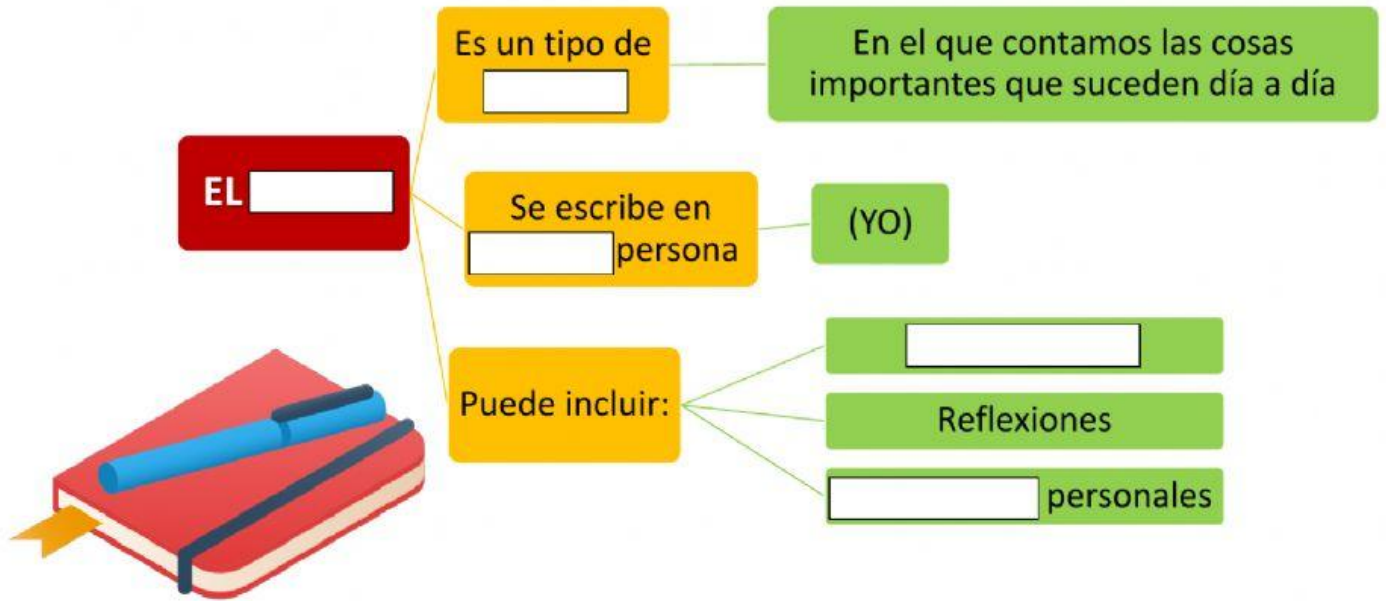 EL
Es un tipo de
En el que contamos las cosas
importantes que suceden día a día
Se escribe en
persona
(YO)
Puede incluir:
Reflexiones
personales